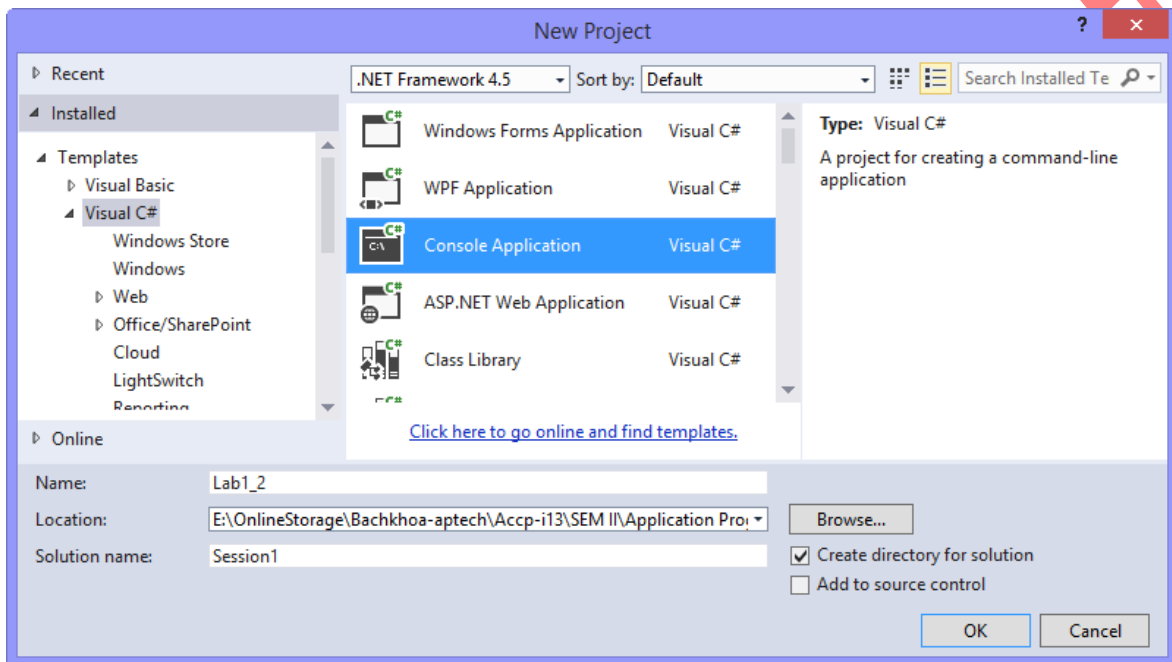 New Project
?
×
Recent
.NET Framework 4.5 Sort by: Default
Search Installed Te
Installed
Templates
Visual Basic
Visual C#
Windows Store
Windows
Web
Office/SharePoint
Cloud
LightSwitch
Reporting
Online
C# Windows Forms Application Visual C#
C# WPF Application Visual C#
C# C:\ Console Application Visual C#
C# ASP.NET Web Application Visual C#
C# Class Library Visual C#
C#
Click here to go online and find templates.
Type: Visual C#
A project for creating a command-line
application
Name: Lab1_2
Location: E:\OnlineStorage\Bachkhoa-aptech\Accp-i13\SEM II\Application Pro Browse...
Solution name: Session1
Create directory for solution
Add to source control
OK Cancel